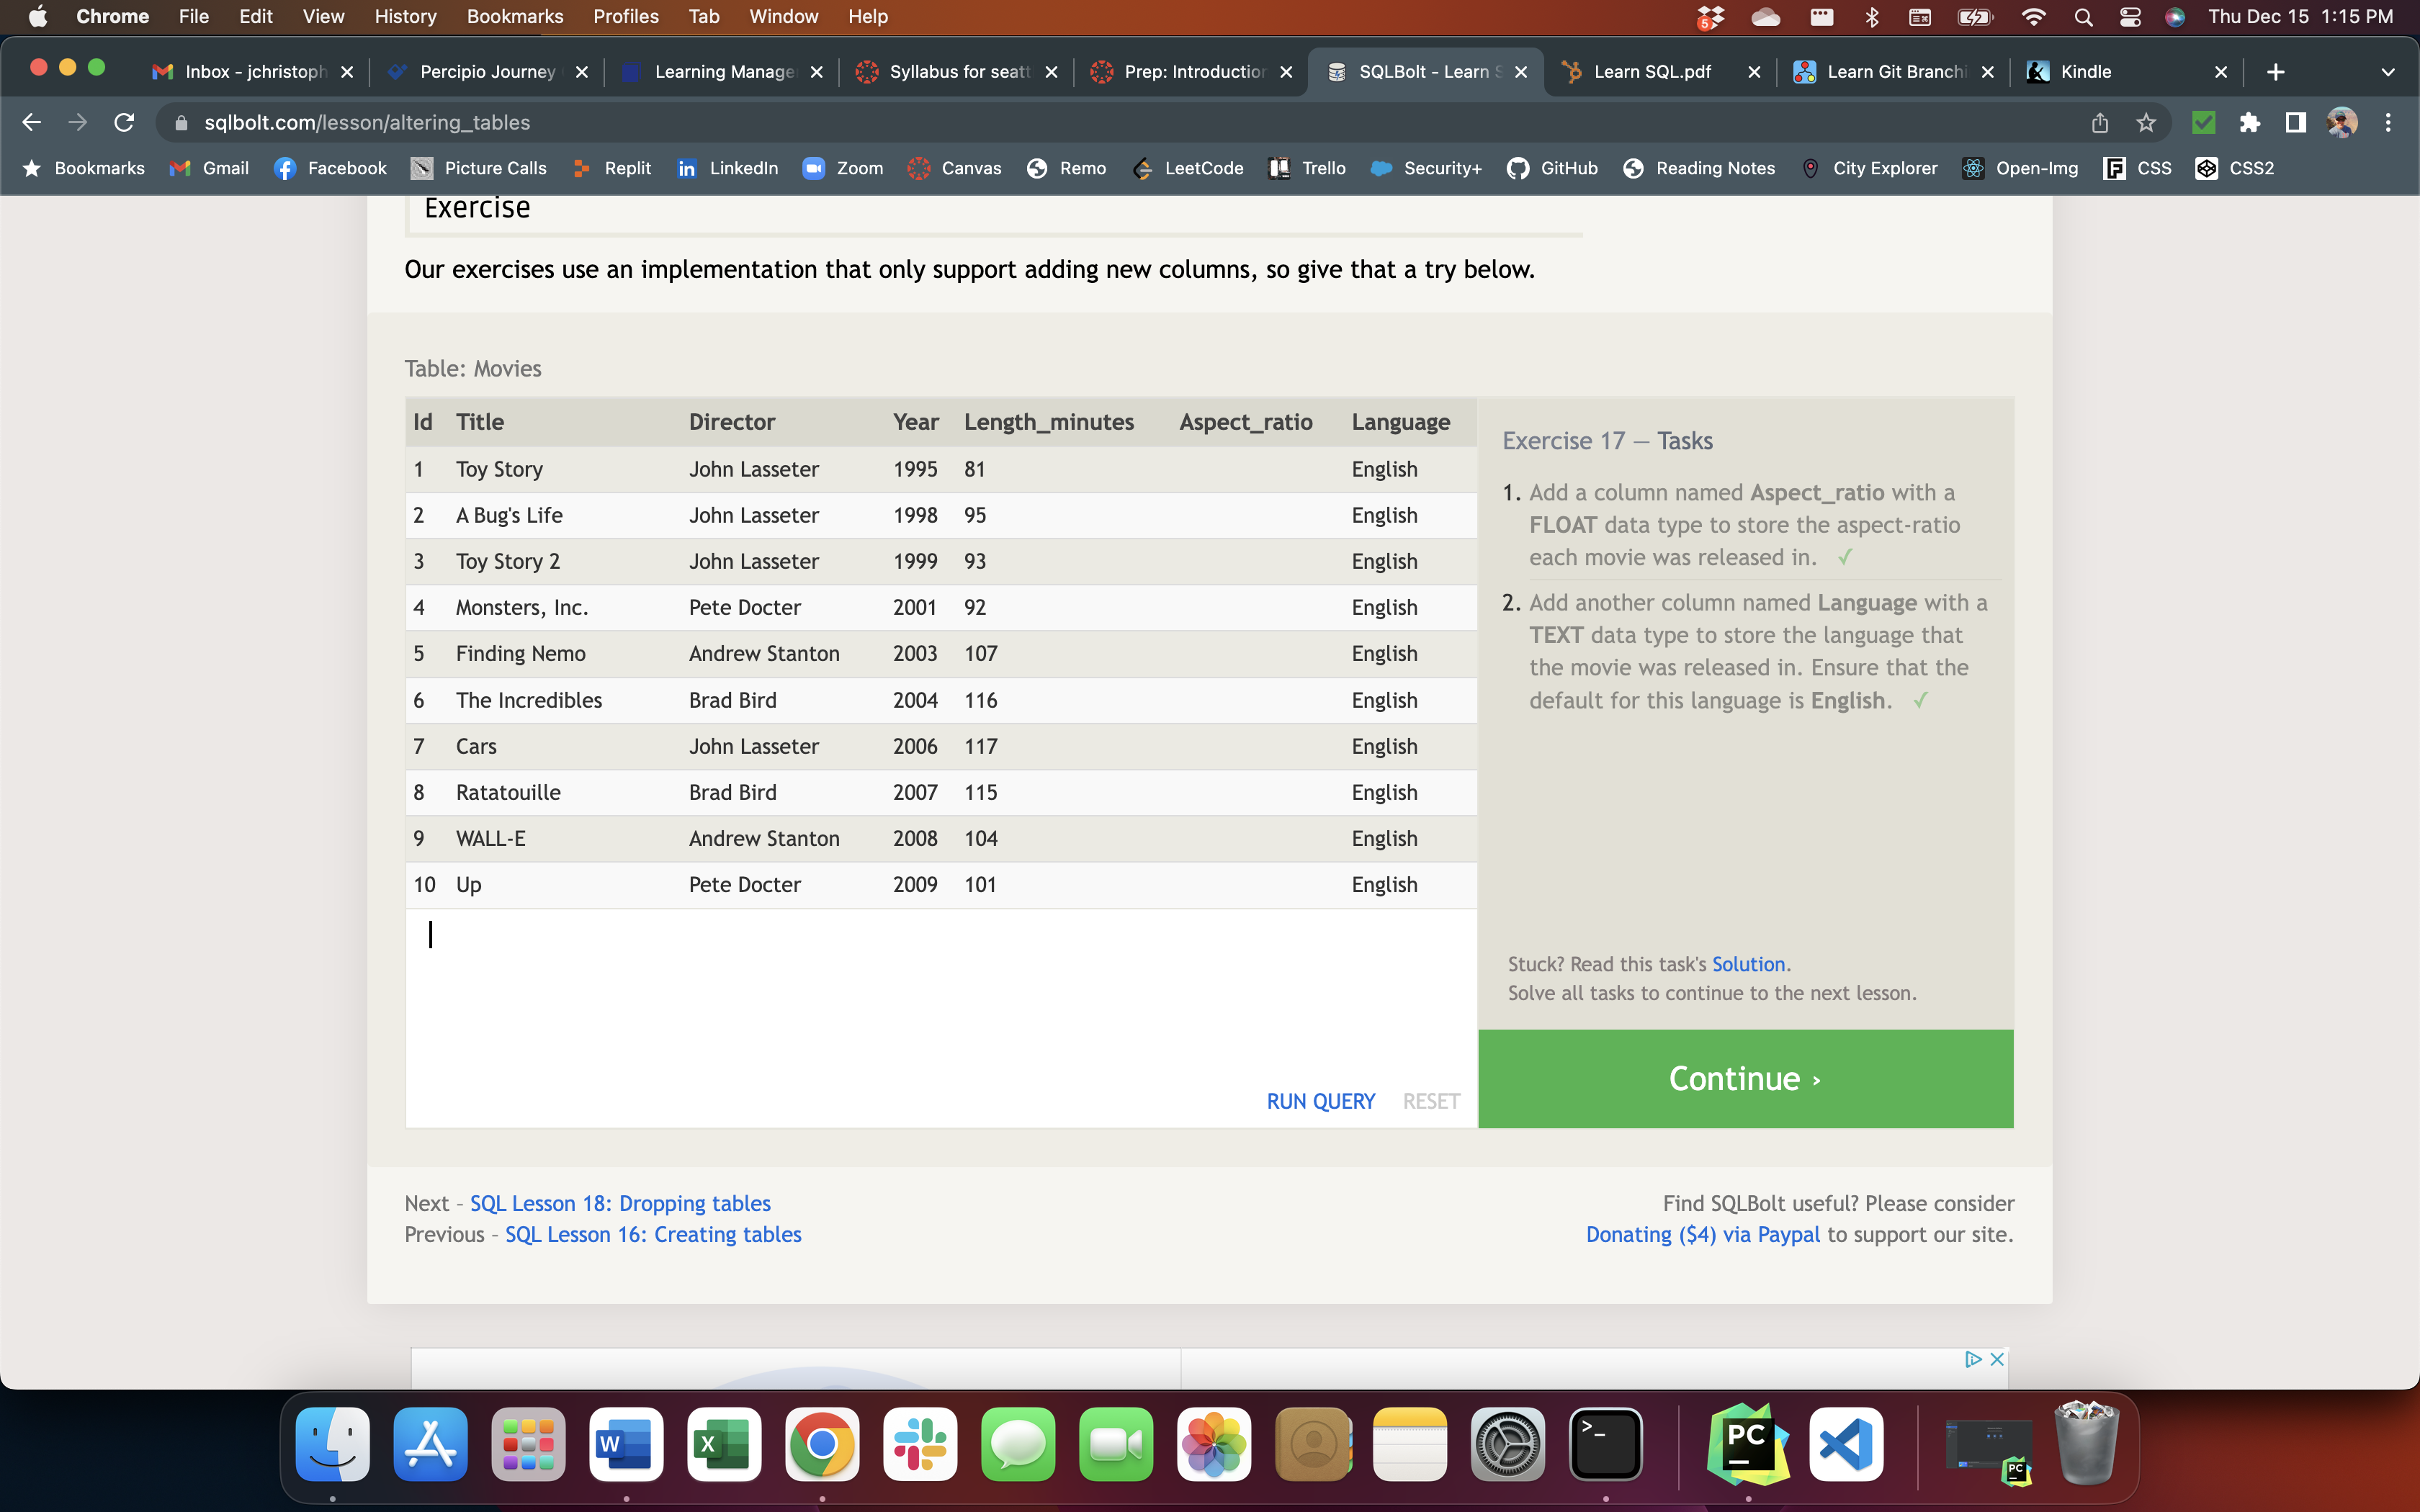 Chrome File Edit View History Bookmarks Profiles Tab Window Help 5 Thu Dec 15 1:15 PM
Inbox - jchristoph Percipio Journey Learning Manage Syllabus for seatt Prep: Introduction SQLBolt - Learn S Learn SQL.pdf Learn Git Branchi Kindle
sqlbolt.com/lesson/altering_tables
Bookmarks Gmail Facebook Picture Calls Replit LinkedIn Zoom Canvas Remo LeetCode Trello Security+ GitHub Reading Notes City Explorer Open-Img CSS CSS2
Exercise
Our exercises use an implementation that only support adding new columns, so give that a try below.
Table: Movies
Id Title Director Year Length_minutes Aspect_ratio Language
1 Toy Story John Lasseter 1995 81 English
2 A Bug's Life John Lasseter 1998 95 English
3 Toy Story 2 John Lasseter 1999 93 English
4 Monsters, Inc. Pete Docter 2001 92 English
5 Finding Nemo Andrew Stanton 2003 107 English
6 The Incredibles Brad Bird 2004 116 English
7 Cars John Lasseter 2006 117 English
8 Ratatouille Brad Bird 2007 115 English
9 WALL-E Andrew Stanton 2008 104 English
10 Up Pete Docter 2009 101 English
RUN QUERY RESET
Exercise 17 — Tasks
1. Add a column named Aspect_ratio with a
FLOAT data type to store the aspect-ratio
each movie was released in. ✓
2. Add another column named Language with a
TEXT data type to store the language that
the movie was released in. Ensure that the
default for this language is English. ✓
Stuck? Read this task's Solution.
Solve all tasks to continue to the next lesson.
Continue ›
Next - SQL Lesson 18: Dropping tables
Previous - SQL Lesson 16: Creating tables
Find SQLBolt useful? Please consider
Donating ($4) via Paypal to support our site.
W X >_ PC PC